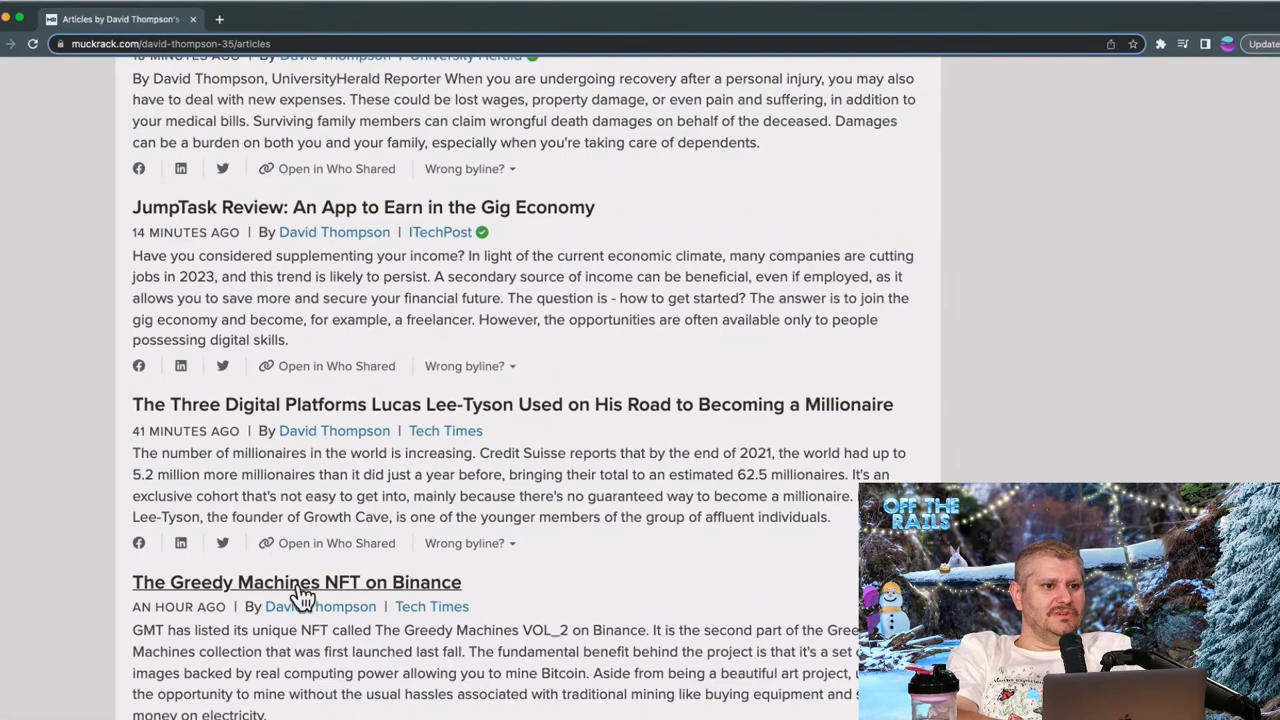 Articles by David Thompson's
muckrack.com/david-thompson-35/articles
Update
By David Thompson, UniversityHerald Reporter When you are undergoing recovery after a personal injury, you may also
have to deal with new expenses. These could be lost wages, property damage, or even pain and suffering, in addition to
your medical bills. Surviving family members can claim wrongful death damages on behalf of the deceased. Damages
can be a burden on both you and your family, especially when you're taking care of dependents.
Open in Who Shared Wrong byline?
JumpTask Review: An App to Earn in the Gig Economy
14 MINUTES AGO | By David Thompson | ITechPost
Have you considered supplementing your income? In light of the current economic climate, many companies are cutting
jobs in 2023, and this trend is likely to persist. A secondary source of income can be beneficial, even if employed, as it
allows you to save more and secure your financial future. The question is - how to get started? The answer is to join the
gig economy and become, for example, a freelancer. However, the opportunities are often available only to people
possessing digital skills.
Open in Who Shared Wrong byline?
The Three Digital Platforms Lucas Lee-Tyson Used on His Road to Becoming a Millionaire
41 MINUTES AGO | By David Thompson | Tech Times
The number of millionaires in the world is increasing. Credit Suisse reports that by the end of 2021, the world had up to
5.2 million more millionaires than it did just a year before, bringing their total to an estimated 62.5 millionaires. It's an
exclusive cohort that's not easy to get into, mainly because there's no guaranteed way to become a millionaire.
Lee-Tyson, the founder of Growth Cave, is one of the younger members of the group of affluent individuals.
Open in Who Shared Wrong byline?
The Greedy Machines NFT on Binance
AN HOUR AGO | By David Thompson | Tech Times
GMT has listed its unique NFT called The Greedy Machines VOL_2 on Binance. It is the second part of the Gree
Machines collection that was first launched last fall. The fundamental benefit behind the project is that it's a set
images backed by real computing power allowing you to mine Bitcoin. Aside from being a beautiful art project,
the opportunity to mine without the usual hassles associated with traditional mining like buying equipment and
money on electricity.
OFF THE
RAILS